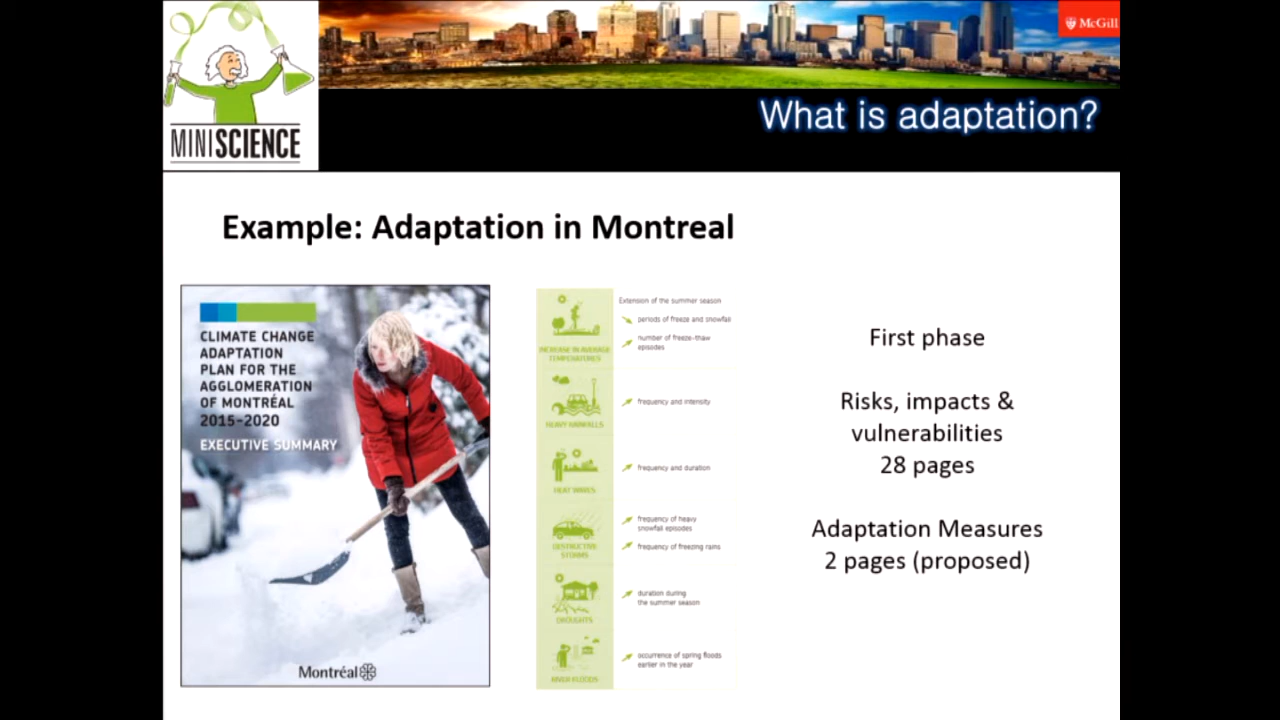 McGill
MINISCIENCE
What is adaptation?
Example: Adaptation in Montreal
CLIMATE CHANGE
ADAPTATION
PLAN FOR THE
AGGLOMERATION
OF MONTRÉAL
2015–2020
EXECUTIVE SUMMARY
Montréal
Extension of the summer season
periods of freeze and snowfall
number of freeze-thaw
episodes
INCREASE IN AVERAGE
TEMPERATURES
frequency and intensity
HEAVY RAINFALLS
frequency and duration
HEAT WAVES
frequency of heavy
snowfall episodes
frequency of freezing rains
DESTRUCTIVE
STORMS
duration during
the summer season
DROUGHTS
occurrence of spring floods
earlier in the year
RIVER FLOODS
First phase
Risks, impacts &
vulnerabilities
28 pages
Adaptation Measures
2 pages (proposed)